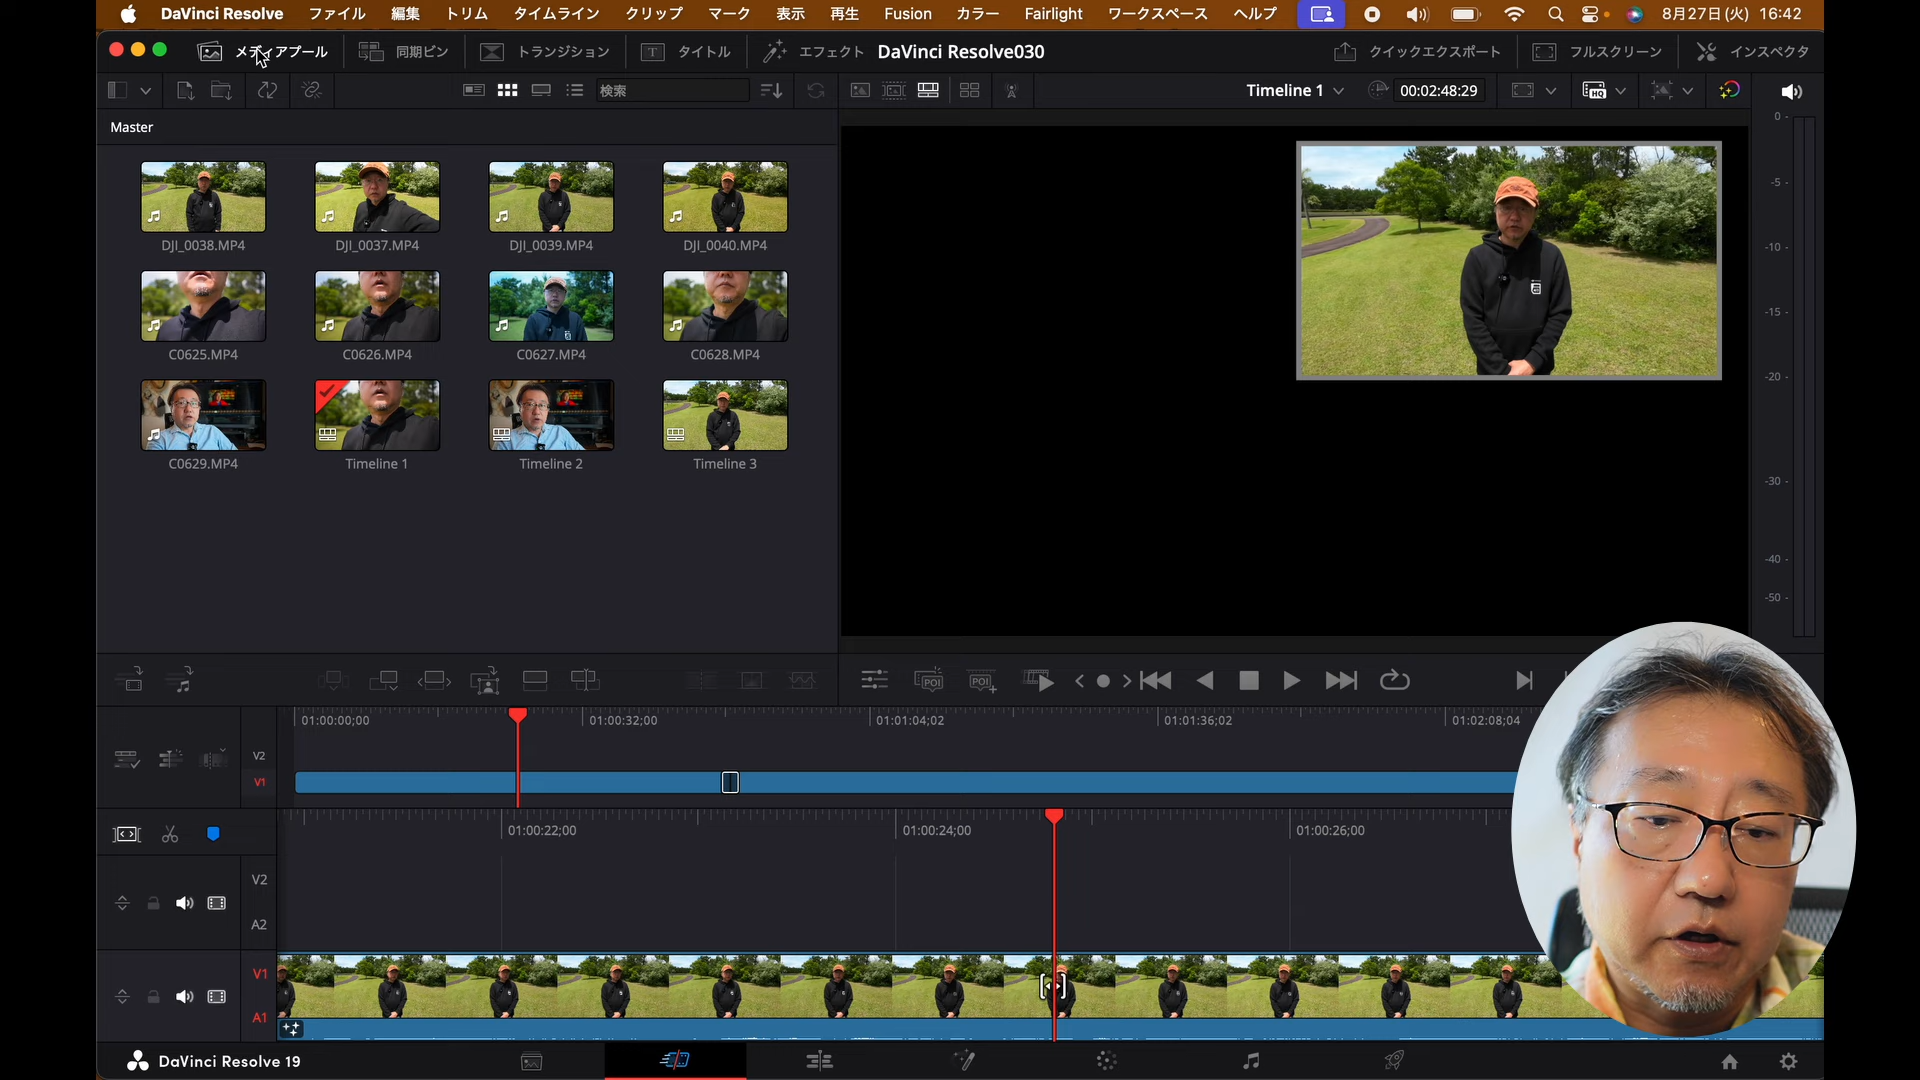 DaVinci Resolve ファイル 編集 トリム タイムライン クリップ マーク 表示 再生 Fusion カラー Fairlight ワークスペース ヘルプ 8月27日(火) 16:42
メディアプール 同期ビン トランジション タイトル エフェクト DaVinci Resolve030 クイックエクスポート フルスクリーン インスペクタ
検索 Timeline 1 00:02:48:29
Master
DJI_0038.MP4 DJI_0037.MP4 DJI_0039.MP4 DJI_0040.MP4
C0625.MP4 C0626.MP4 C0627.MP4 C0628.MP4
C0629.MP4 Timeline 1 Timeline 2 Timeline 3
0
-5
-10
-15
-20
-30
-40
-50
POI POI
01:00:00;00 01:00:32;00 01:01:04;02 01:01:36;02 01:02:08;04
V2
V1
01:00:22;00 01:00:24;00 01:00:26;00
V2
A2
V1
A1
DaVinci Resolve 19